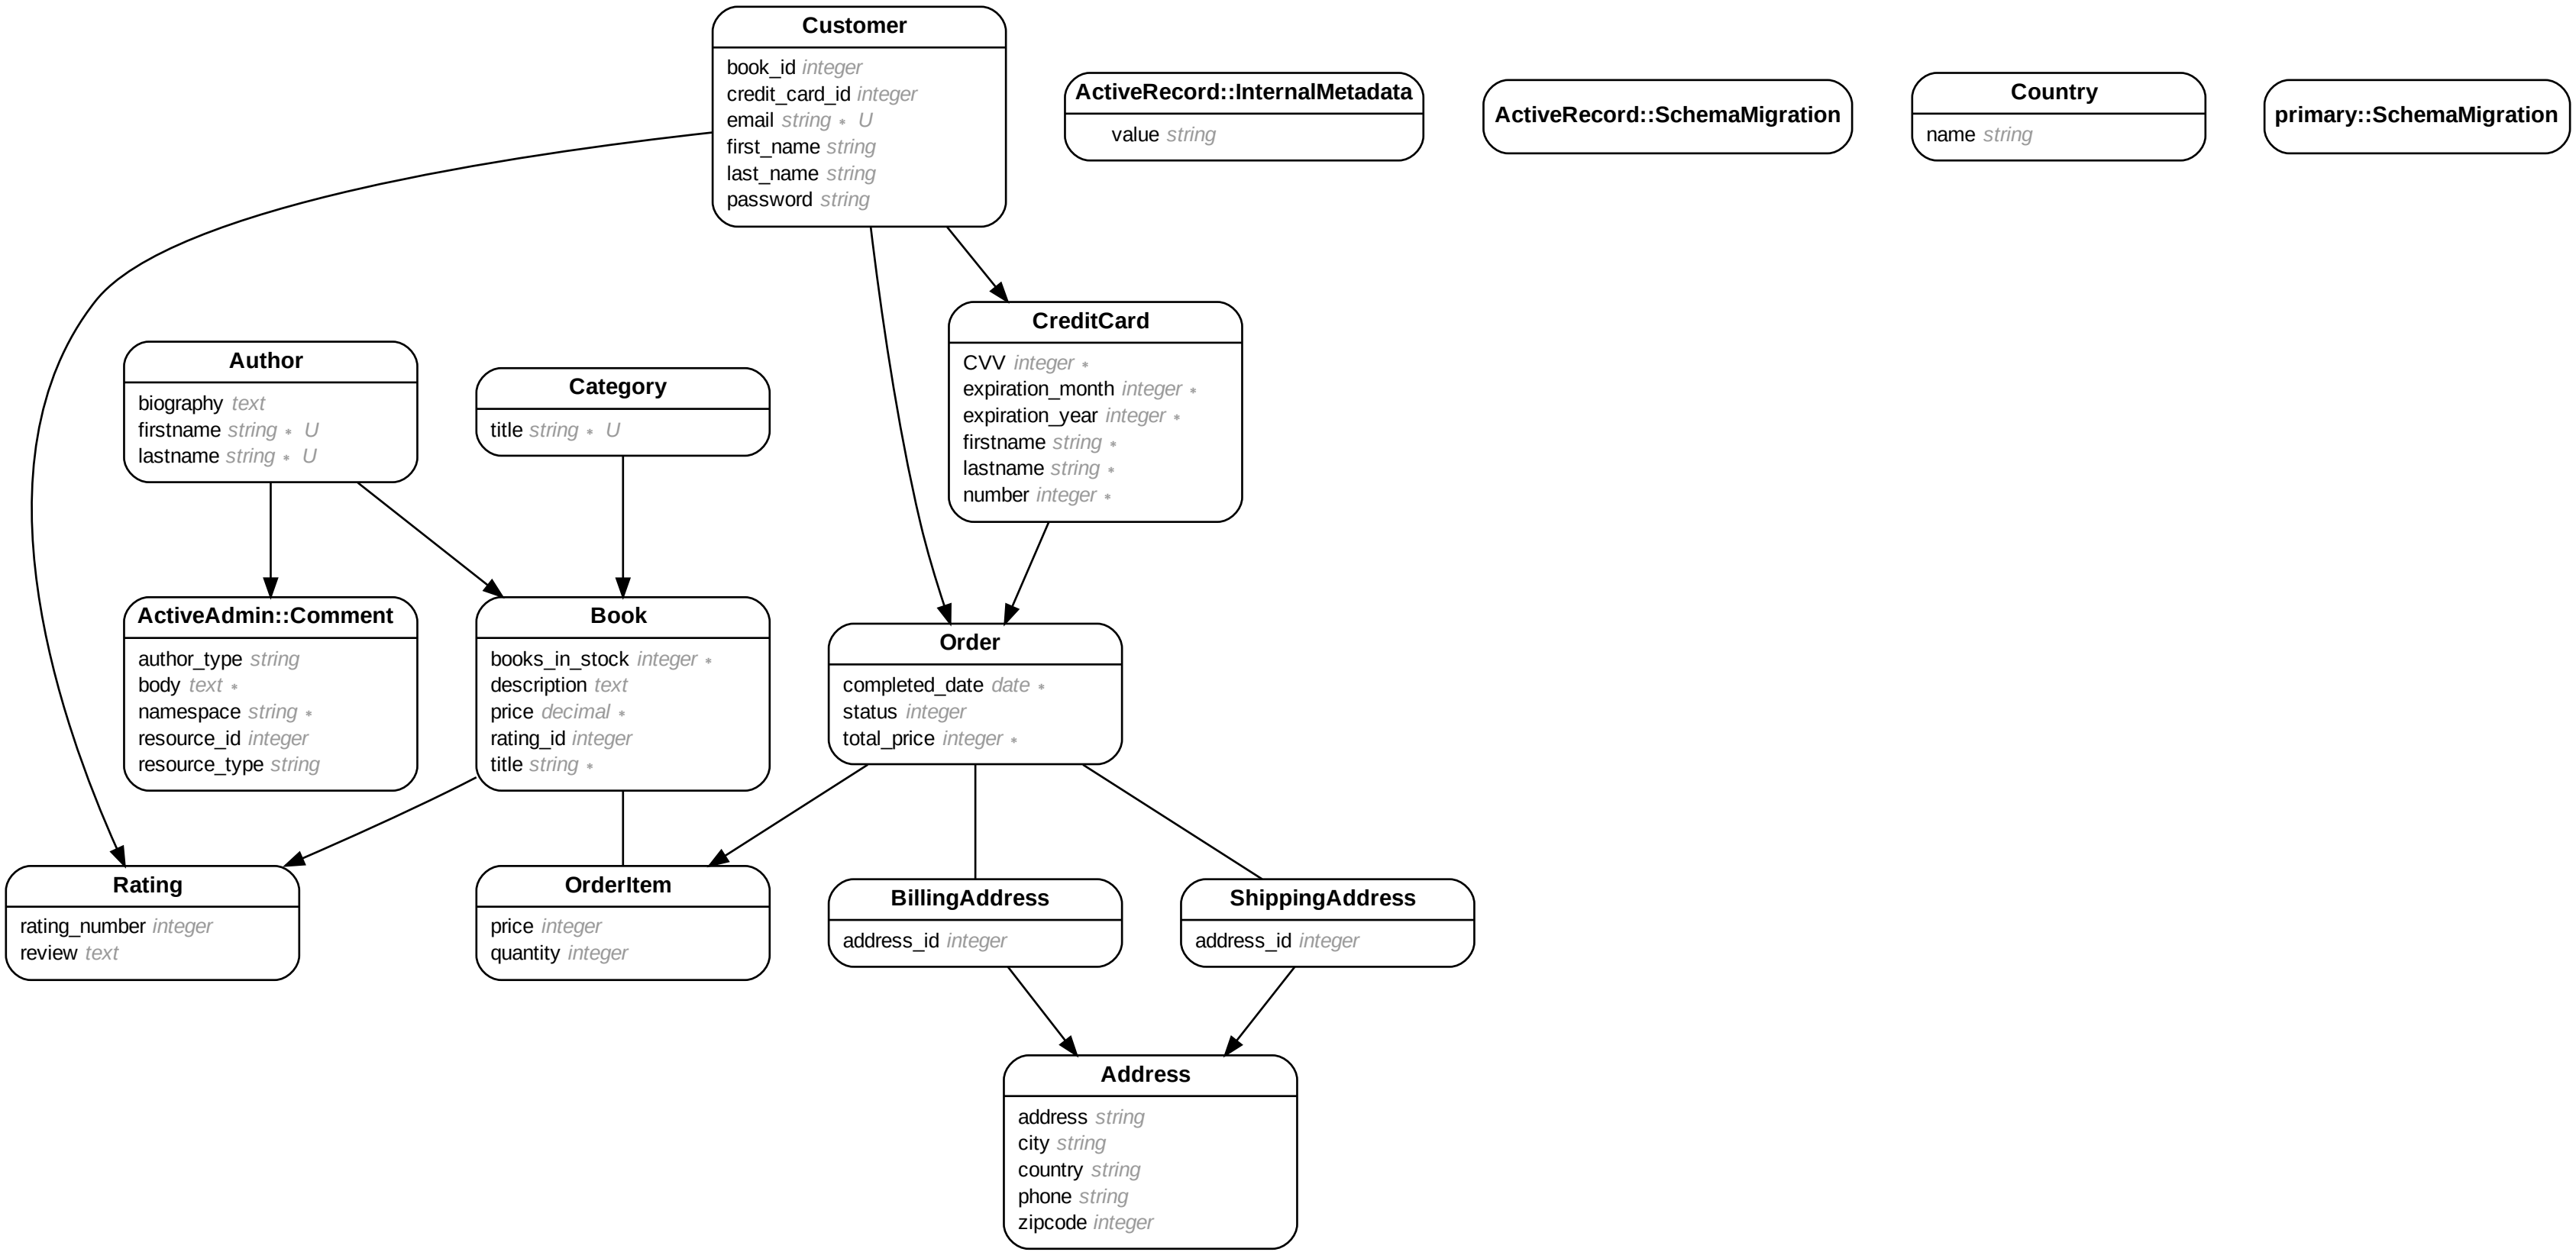 Customer
book_id integer
credit_card_id integer
email string * U
first_name string
last_name string
password string
ActiveRecord::InternalMetadata
value string
ActiveRecord::SchemaMigration
Country
name string
primary::SchemaMigration
CreditCard
CVV integer *
expiration_month integer *
expiration_year integer *
firstname string *
lastname string *
number integer *
Author
biography text
firstname string * U
lastname string * U
Category
title string * U
ActiveAdmin::Comment
author_type string
body text *
namespace string *
resource_id integer
resource_type string
Book
books_in_stock integer *
description text
price decimal *
rating_id integer
title string *
Order
completed_date date *
status integer
total_price integer *
Rating
rating_number integer
review text
OrderItem
price integer
quantity integer
BillingAddress
address_id integer
ShippingAddress
address_id integer
Address
address string
city string
country string
phone string
zipcode integer